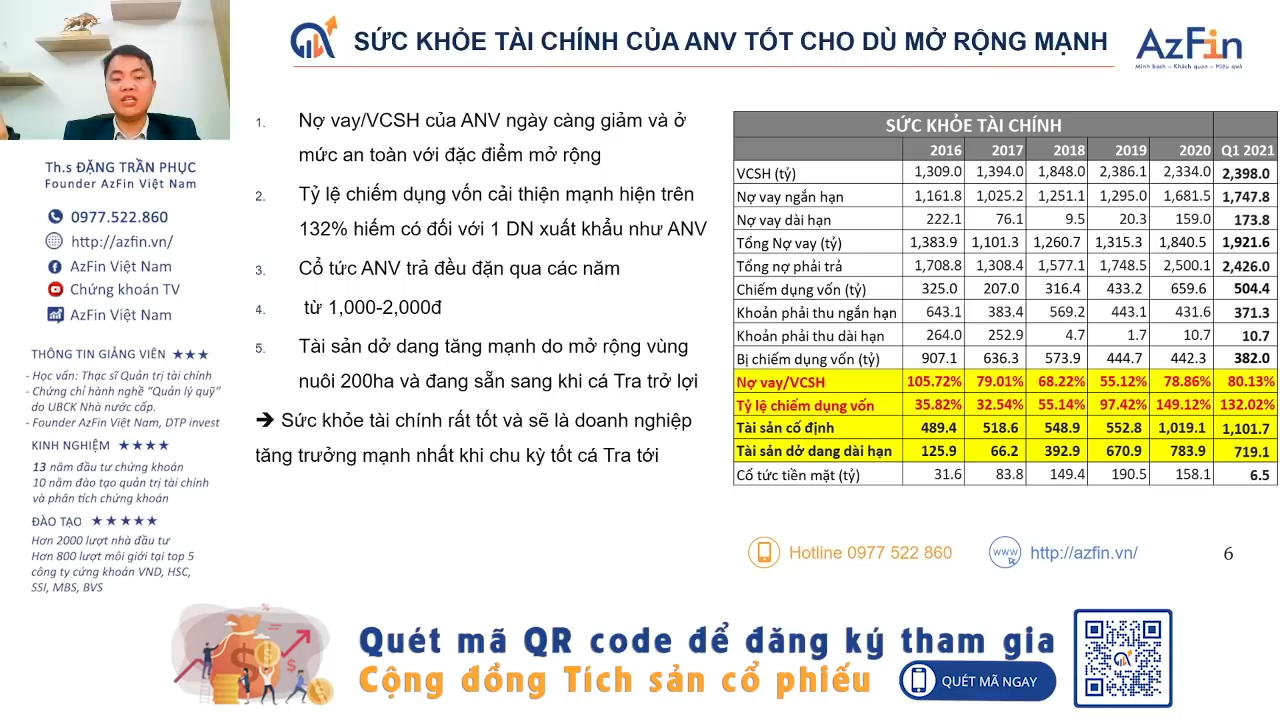 SỨC KHỎE TÀI CHÍNH CỦA ANV TỐT CHO DÙ MỞ RỘNG MẠNH
AzFin
Minh bạch – Khách quan – Hiệu quả
Th.s ĐẶNG TRẦN PHỤC
Founder AzFin Việt Nam
0977.522.860
http://azfin.vn/
AzFin Việt Nam
Chứng khoán TV
AzFin Việt Nam
THÔNG TIN GIẢNG VIÊN ★★★
- Học vấn: Thạc sĩ Quản trị tài chính
- Chứng chỉ hành nghề "Quản lý quỹ"
do UBCK Nhà nước cấp.
- Founder AzFin Việt Nam, DTP invest
KINH NGHIỆM ★★★★
13 năm đầu tư chứng khoán
10 năm đào tạo quản trị tài chính
và phân tích chứng khoán
ĐÀO TẠO ★★★★★
Hơn 2000 lượt nhà đầu tư
Hơn 800 lượt môi giới tại top 5
công ty cứng khoán VND, HSC,
SSI, MBS, BVS
1. Nợ vay/VCSH của ANV ngày càng giảm và ở
mức an toàn với đặc điểm mở rộng
2. Tỷ lệ chiếm dụng vốn cải thiện mạnh hiện trên
132% hiếm có đối với 1 DN xuất khẩu như ANV
3. Cổ tức ANV trả đều đặn qua các năm
4. từ 1,000-2,000đ
5. Tài sản dở dang tăng mạnh do mở rộng vùng
nuôi 200ha và đang sẵn sang khi cá Tra trở lợi
➔ Sức khỏe tài chính rất tốt và sẽ là doanh nghiệp
tăng trưởng mạnh nhất khi chu kỳ tốt cá Tra tới
SỨC KHỎE TÀI CHÍNH
2016 2017 2018 2019 2020 Q1 2021
VCSH (tỷ) 1,309.0 1,394.0 1,848.0 2,386.1 2,334.0 2,398.0
Nợ vay ngắn hạn 1,161.8 1,025.2 1,251.1 1,295.0 1,681.5 1,747.8
Nợ vay dài hạn 222.1 76.1 9.5 20.3 159.0 173.8
Tổng Nợ vay (tỷ) 1,383.9 1,101.3 1,260.7 1,315.3 1,840.5 1,921.6
Tổng nợ phải trả 1,708.8 1,308.4 1,577.1 1,748.5 2,500.1 2,426.0
Chiếm dụng vốn (tỷ) 325.0 207.0 316.4 433.2 659.6 504.4
Khoản phải thu ngắn hạn 643.1 383.4 569.2 443.1 431.6 371.3
Khoản phải thu dài hạn 264.0 252.9 4.7 1.7 10.7 10.7
Bị chiếm dụng vốn (tỷ) 907.1 636.3 573.9 444.7 442.3 382.0
Nợ vay/VCSH 105.72% 79.01% 68.22% 55.12% 78.86% 80.13%
Tỷ lệ chiếm dụng vốn 35.82% 32.54% 55.14% 97.42% 149.12% 132.02%
Tài sản cố định 489.4 518.6 548.9 552.8 1,019.1 1,101.7
Tài sản dở dang dài hạn 125.9 66.2 392.9 670.9 783.9 719.1
Cổ tức tiền mặt (tỷ) 31.6 83.8 149.4 190.5 158.1 6.5
Hotline 0977 522 860
www http://azfin.vn/
6
Quét mã QR code để đăng ký tham gia
Cộng đồng Tích sản cổ phiếu
QUÉT MÃ NGAY